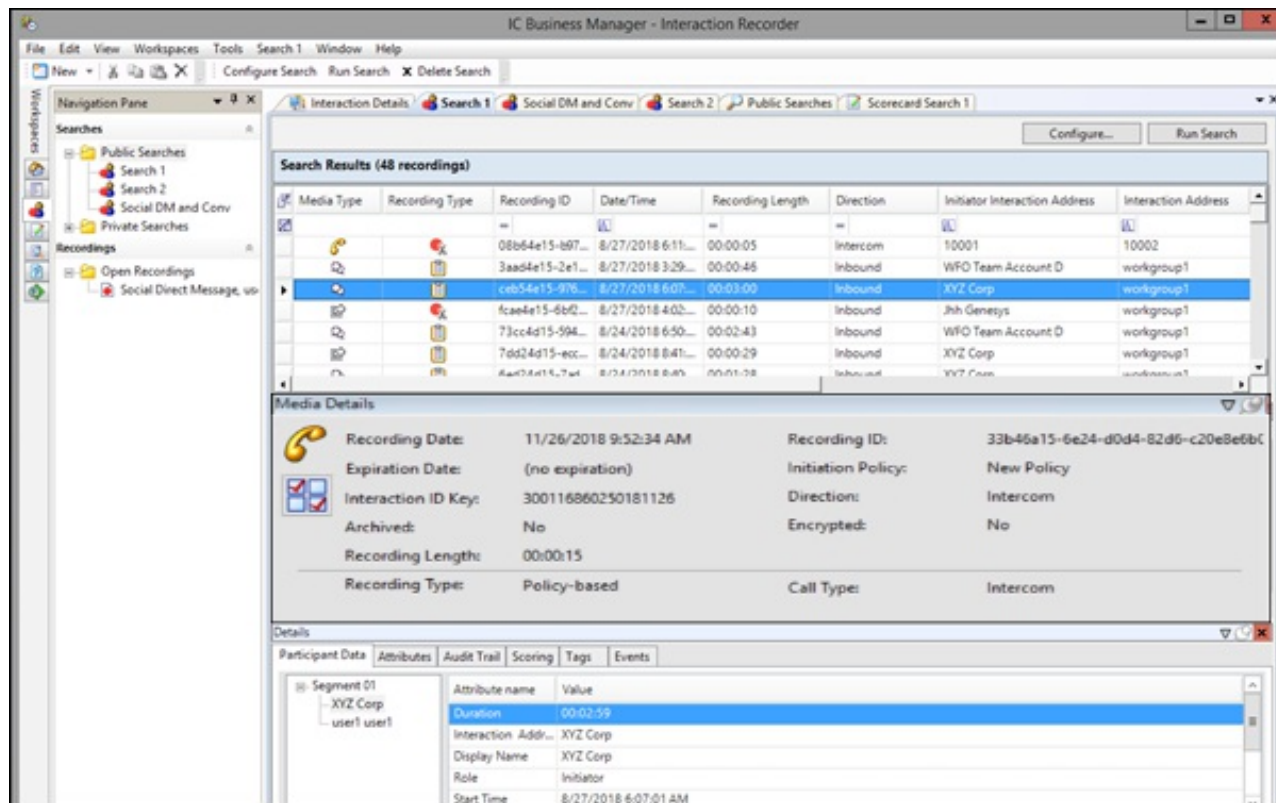 IC Business Manager - Interaction Recorder
File Edit View Workspaces Tools Search 1 Window Help
New Configure Search Run Search Delete Search
Workspaces
Navigation Pane
Interaction Details Search 1 Social DM and Conv Search 2 Public Searches Scorecard Search 1
Searches
Public Searches
Search 1
Search 2
Social DM and Conv
Private Searches
Recordings
Open Recordings
Social Direct Message,
Configure... Run Search
Search Results (48 recordings)
Media Type Recording Type Recording ID Date/Time Recording Length Direction Initiator Interaction Address Interaction Address
= = =
08b64e15-b97... 8/27/2018 6:11:... 00:00:05 Intercom 10001 10002
3aad4e15-2e1... 8/27/2018 3:29:... 00:00:46 Inbound WFO Team Account D workgroup1
ceb54e15-976... 8/27/2018 6:07:... 00:03:00 Inbound XYZ Corp workgroup1
fcae4e15-6bf2... 8/27/2018 4:02:... 00:00:10 Inbound Jhh Genesys workgroup1
73cc4d15-594... 8/24/2018 6:50:... 00:02:43 Inbound WFO Team Account D workgroup1
7dd24d15-ecc... 8/24/2018 8:41:... 00:00:29 Inbound XYZ Corp workgroup1
00:01:28 Inbound XYZ Corp workgroup1
Media Details
Recording Date: 11/26/2018 9:52:34 AM Recording ID: 33b46a15-6e24-d0d4-82d6-c20e8e6b0
Expiration Date: (no expiration) Initiation Policy: New Policy
Interaction ID Key: 300116860250181126 Direction: Intercom
Archived: No Encrypted: No
Recording Length: 00:00:15
Recording Type: Policy-based Call Type: Intercom
Details
Participant Data Attributes Audit Trail Scoring Tags Events
Segment 01
XYZ Corp
user1 user1
Attribute name Value
Duration 00:02:59
Interaction Addr... XYZ Corp
Display Name XYZ Corp
Role Initiator
Start Time 8/27/2018 6:07:01 AM